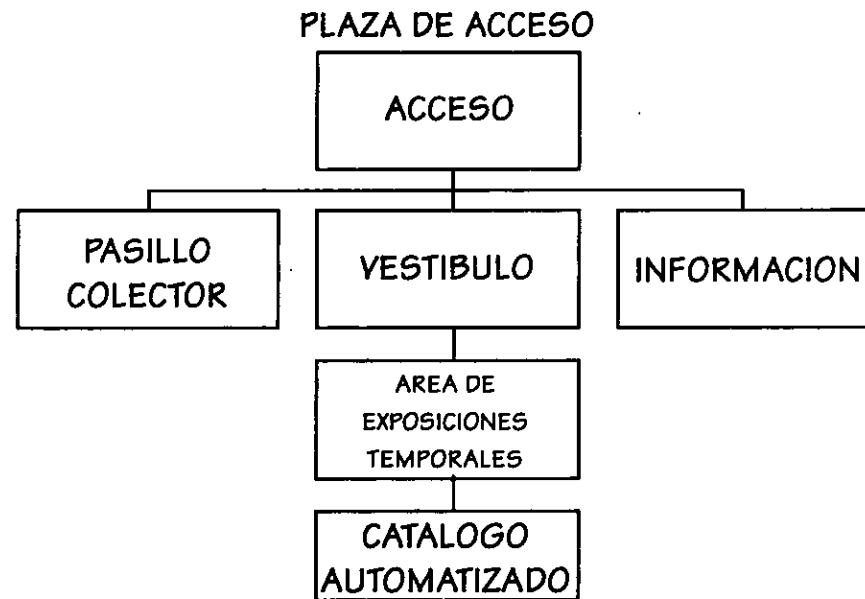 PLAZA DE ACCESO
ACCESO
PASILLO
COLECTOR
VESTIBULO
INFORMACION
AREA DE
EXPOSICIONES
TEMPORALES
CATALOGO
AUTOMATIZADO